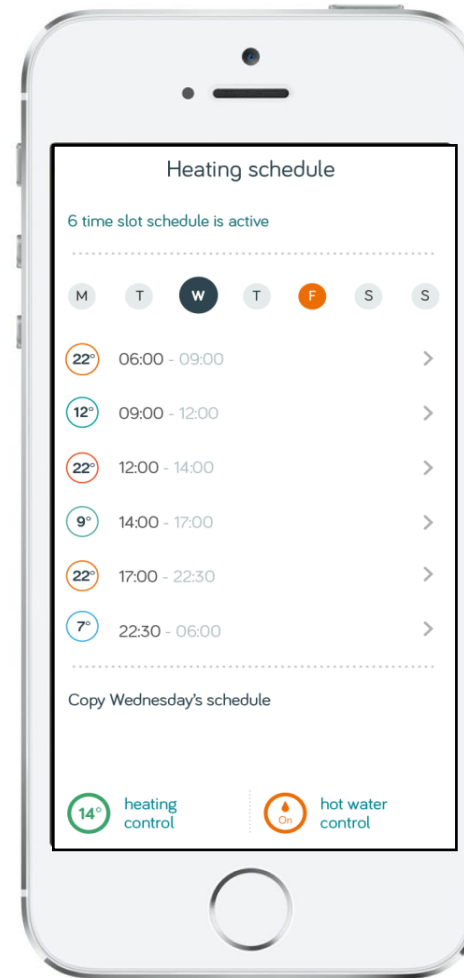 Heating schedule
6 time slot schedule is active
M T W T F S S
22° 06:00 - 09:00
12° 09:00 - 12:00
22° 12:00 - 14:00
9° 14:00 - 17:00
22° 17:00 - 22:30
7° 22:30 - 06:00
Copy Wednesday's schedule
14° heating
control
On hot water
control